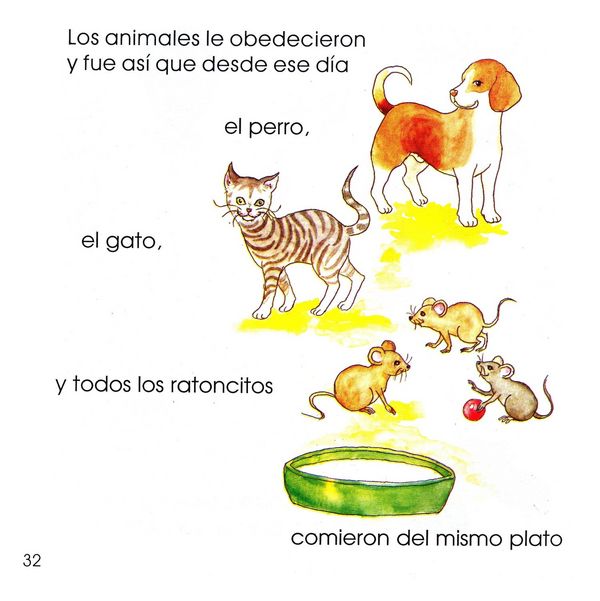 Los animales le obedecieron
y fue así que desde ese día
el perro,
el gato,
y todos los ratoncitos
comieron del mismo plato
32